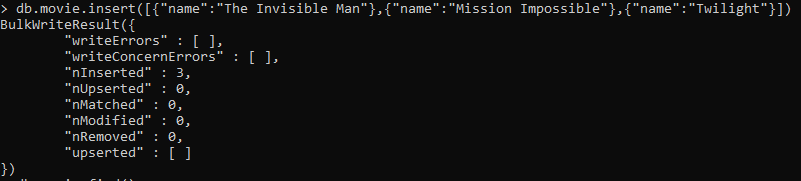 > db.movie.insert([{"name":"The Invisible Man"},{"name":"Mission Impossible"},{"name":"Twilight"}])
BulkWriteResult({
        "writeErrors" : [ ],
        "writeConcernErrors" : [ ],
        "nInserted" : 3,
        "nUpserted" : 0,
        "nMatched" : 0,
        "nModified" : 0,
        "nRemoved" : 0,
        "upserted" : [ ]
})